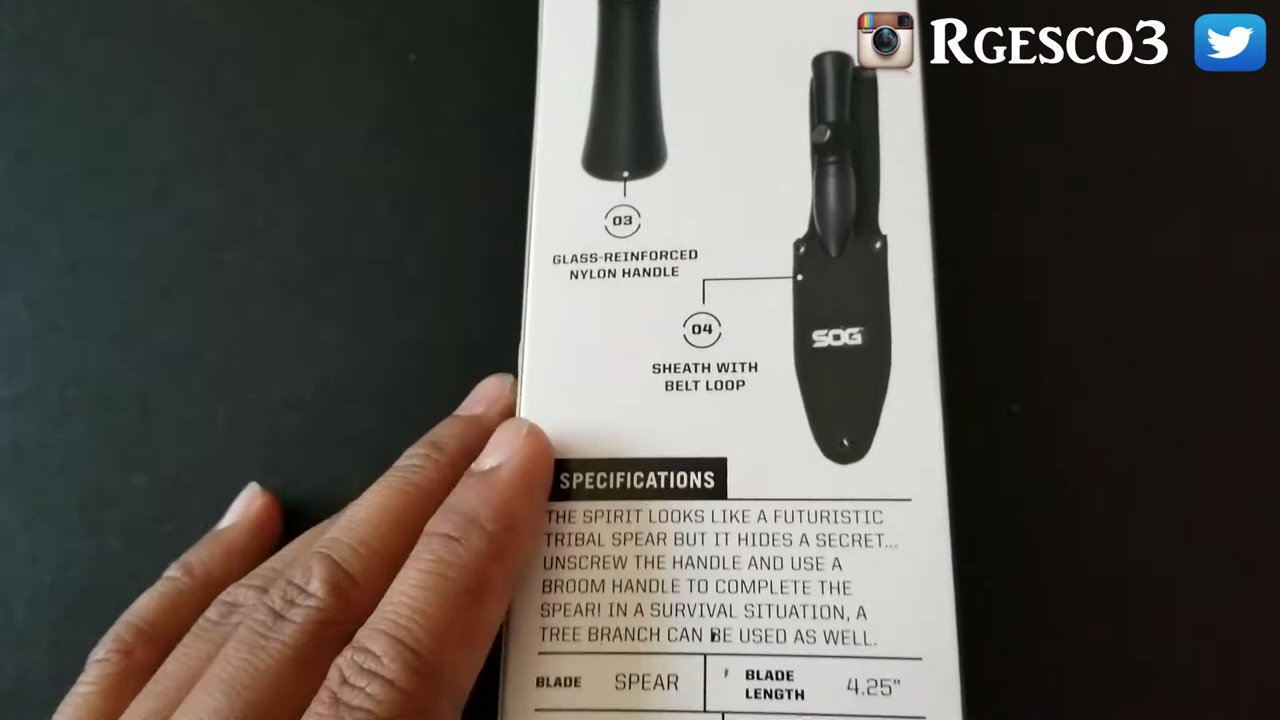 RGESCO3
03
GLASS-REINFORCED
NYLON HANDLE
04
SHEATH WITH
BELT LOOP
SOG
SPECIFICATIONS
THE SPIRIT LOOKS LIKE A FUTURISTIC
TRIBAL SPEAR BUT IT HIDES A SECRET...
UNSCREW THE HANDLE AND USE A
BROOM HANDLE TO COMPLETE THE
SPEAR! IN A SURVIVAL SITUATION, A
TREE BRANCH CAN BE USED AS WELL.
BLADE SPEAR
BLADE LENGTH 4.25"